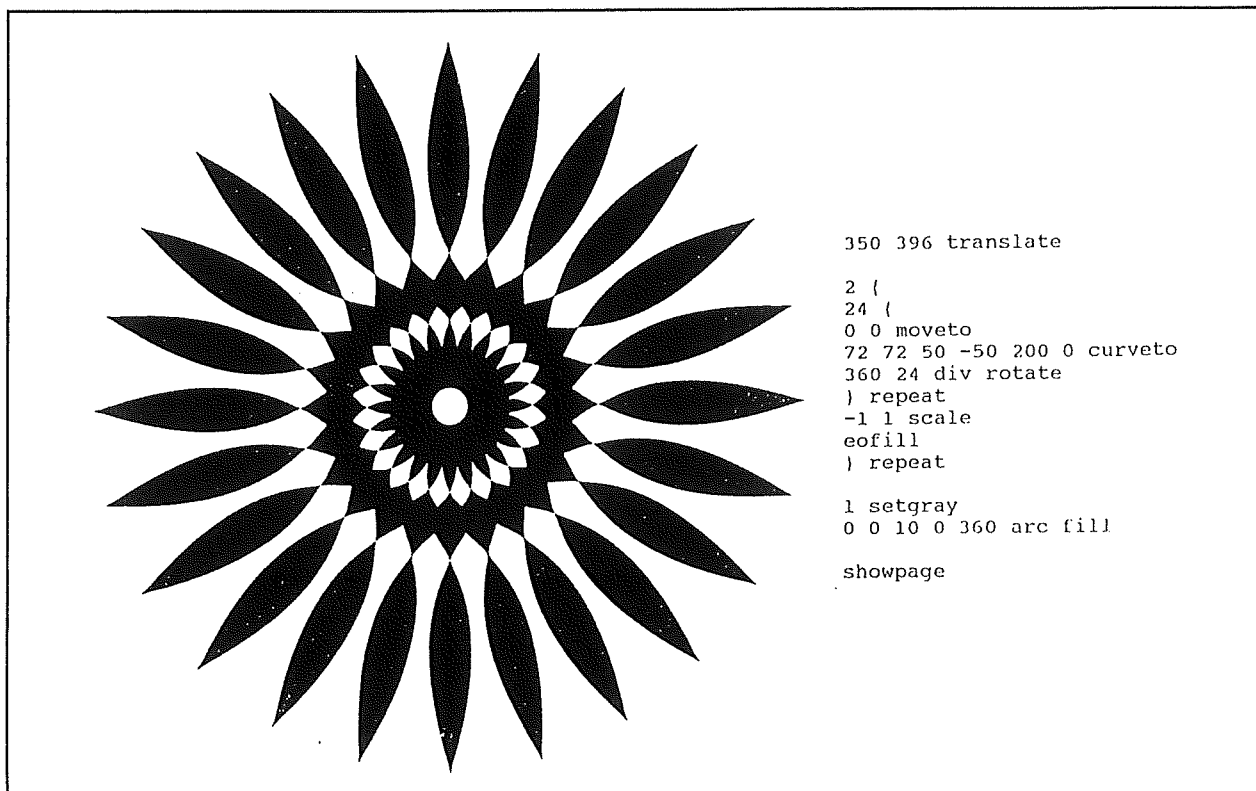 350 396 translate
2 {
24 {
0 0 moveto
72 72 50 -50 200 0 curveto
360 24 div rotate
} repeat
-1 1 scale
eofill
} repeat
1 setgray
0 0 10 0 360 arc fill
showpage